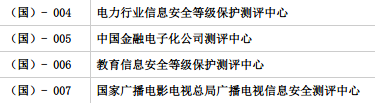 （国）- 004 电力行业信息安全等级保护测评中心
（国）- 005 中国金融电子化公司测评中心
（国）- 006 教育信息安全等级保护测评中心
（国）- 007 国家广播电影电视总局广播电视信息安全测评中心